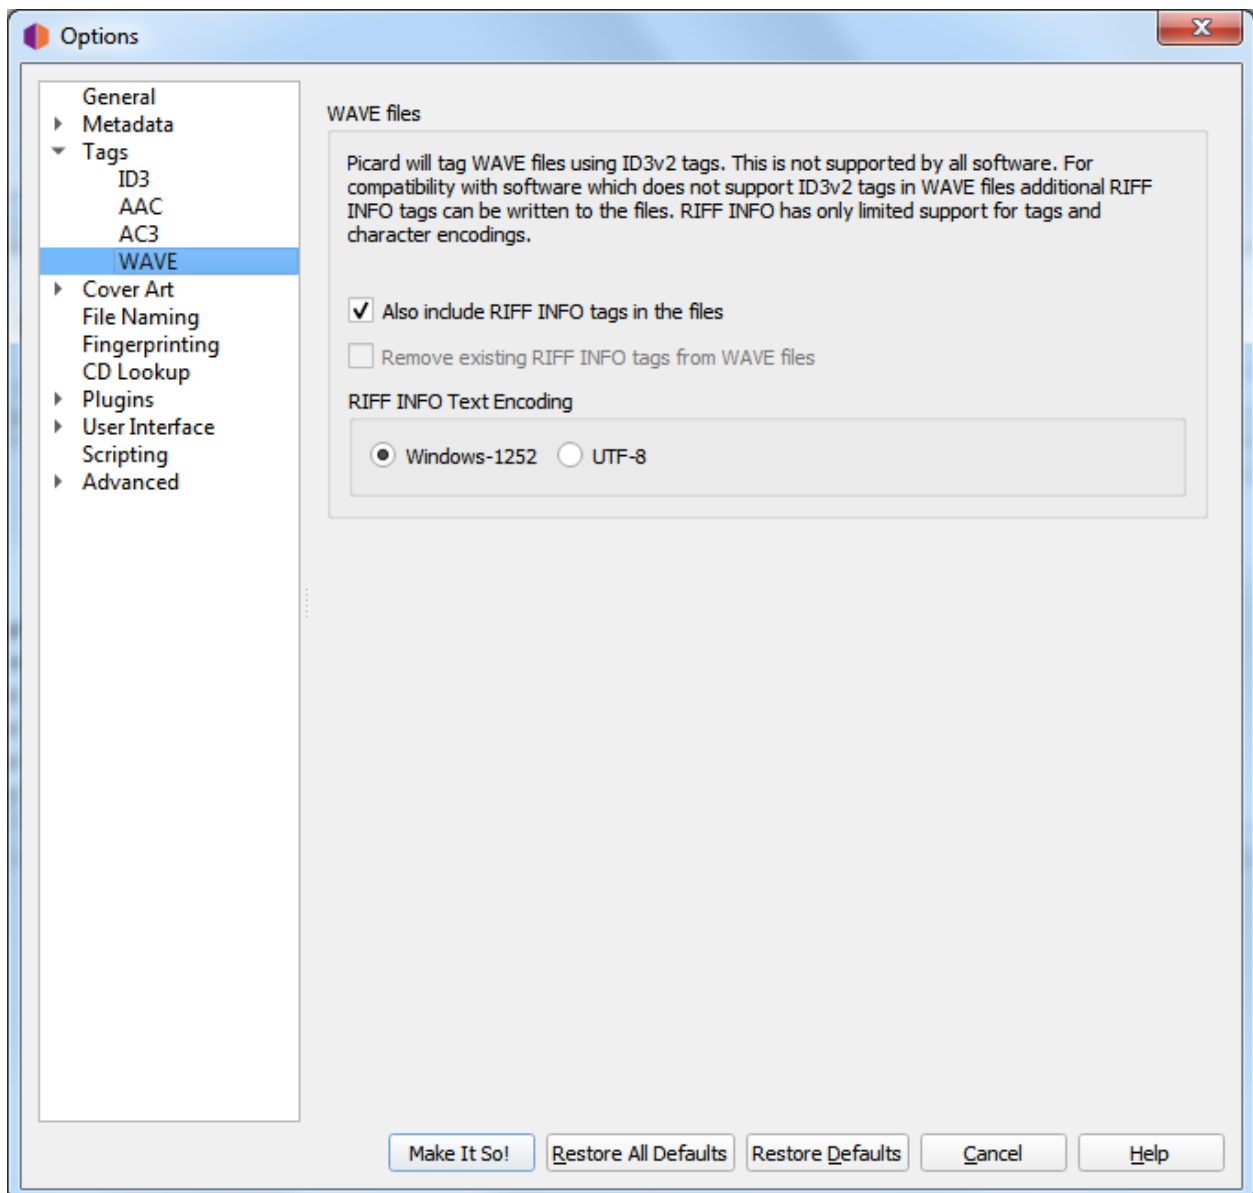 Options
x
General
Metadata
Tags
ID3
AAC
AC3
WAVE
Cover Art
File Naming
Fingerprinting
CD Lookup
Plugins
User Interface
Scripting
Advanced
WAVE files
Picard will tag WAVE files using ID3v2 tags. This is not supported by all software. For
compatibility with software which does not support ID3v2 tags in WAVE files additional RIFF
INFO tags can be written to the files. RIFF INFO has only limited support for tags and
character encodings.
Also include RIFF INFO tags in the files
Remove existing RIFF INFO tags from WAVE files
RIFF INFO Text Encoding
Windows-1252 UTF-8
Make It So! Restore All Defaults Restore Defaults Cancel Help